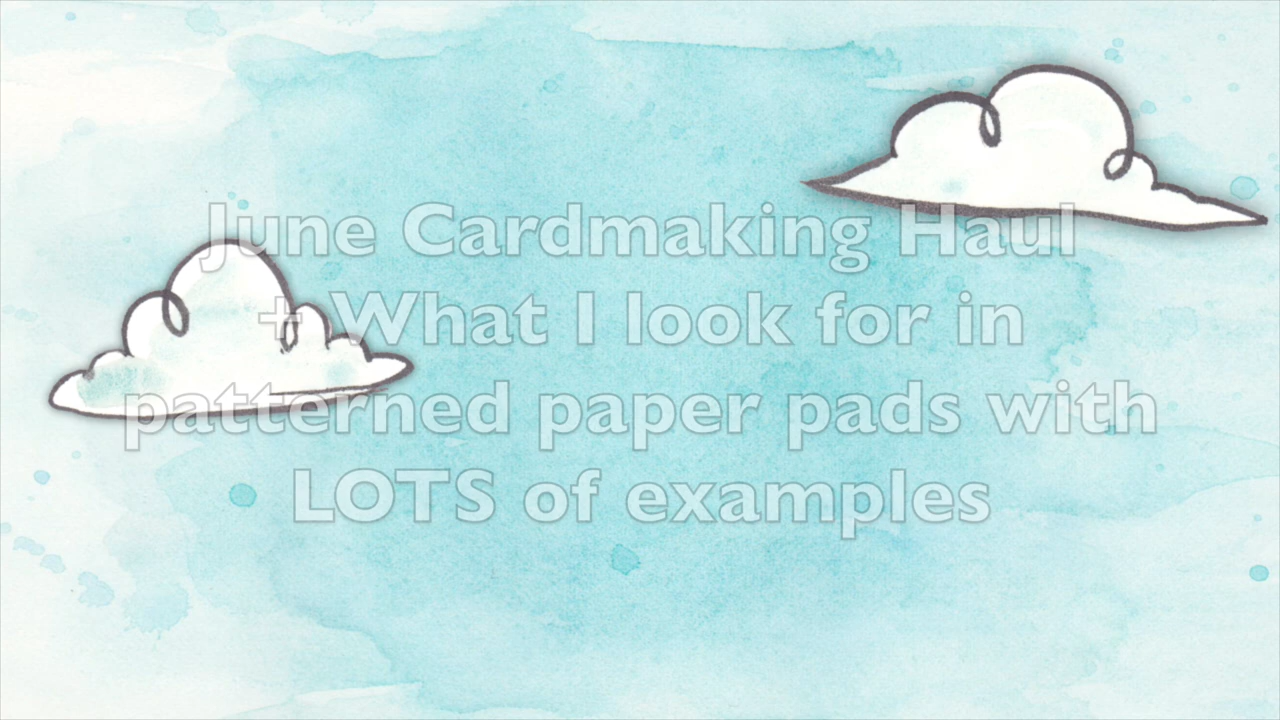 June Cardmaking Haul
+ What I look for in
patterned paper pads with
LOTS of examples